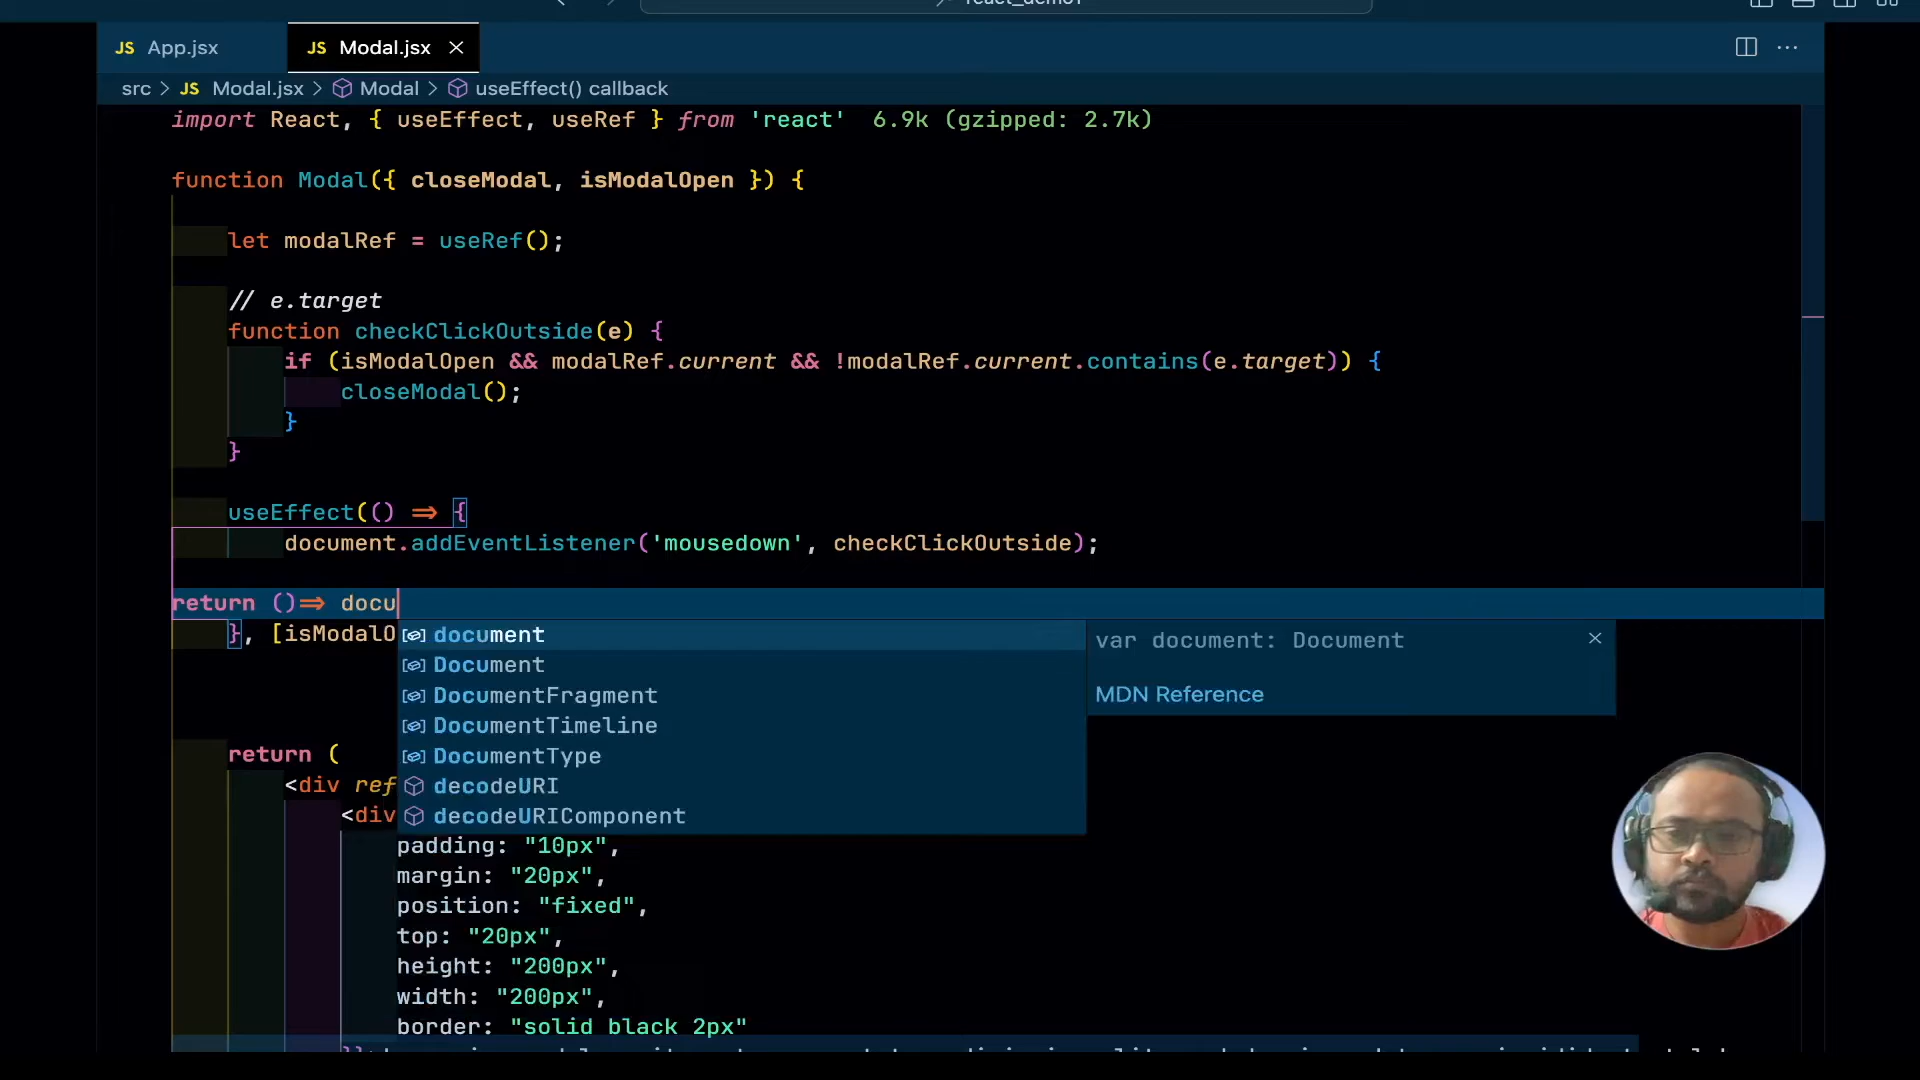 react_demo1
JS App.jsx JS Modal.jsx ×
src > JS Modal.jsx > Modal > useEffect() callback
import React, { useEffect, useRef } from 'react' 6.9k (gzipped: 2.7k)
function Modal({ closeModal, isModalOpen }) {
let modalRef = useRef();
// e.target
function checkClickOutside(e) {
if (isModalOpen && modalRef.current && !modalRef.current.contains(e.target)) {
closeModal();
}
}
useEffect(() => {
document.addEventListener('mousedown', checkClickOutside);
return ()=> docu
}, [isModalO
document
Document
DocumentFragment
DocumentTimeline
DocumentType
decodeURI
decodeURIComponent
var document: Document ×
MDN Reference
return (
<div ref
<div
padding: "10px",
margin: "20px",
position: "fixed",
top: "20px",
height: "200px",
width: "200px",
border: "solid black 2px"